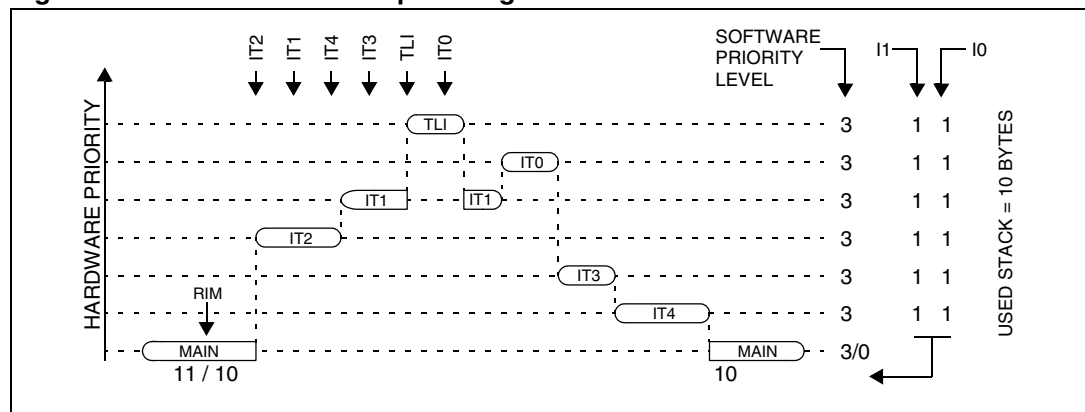 IT2
IT1
IT4
IT3
TLI
IT0
SOFTWARE
PRIORITY
LEVEL
I1
I0
HARDWARE PRIORITY
TLI
3 1 1
IT0
3 1 1
IT1
IT1
3 1 1
IT2
3 1 1
IT3
3 1 1
RIM
IT4
3 1 1
MAIN
MAIN
3/0
11 / 10
10
USED STACK = 10 BYTES